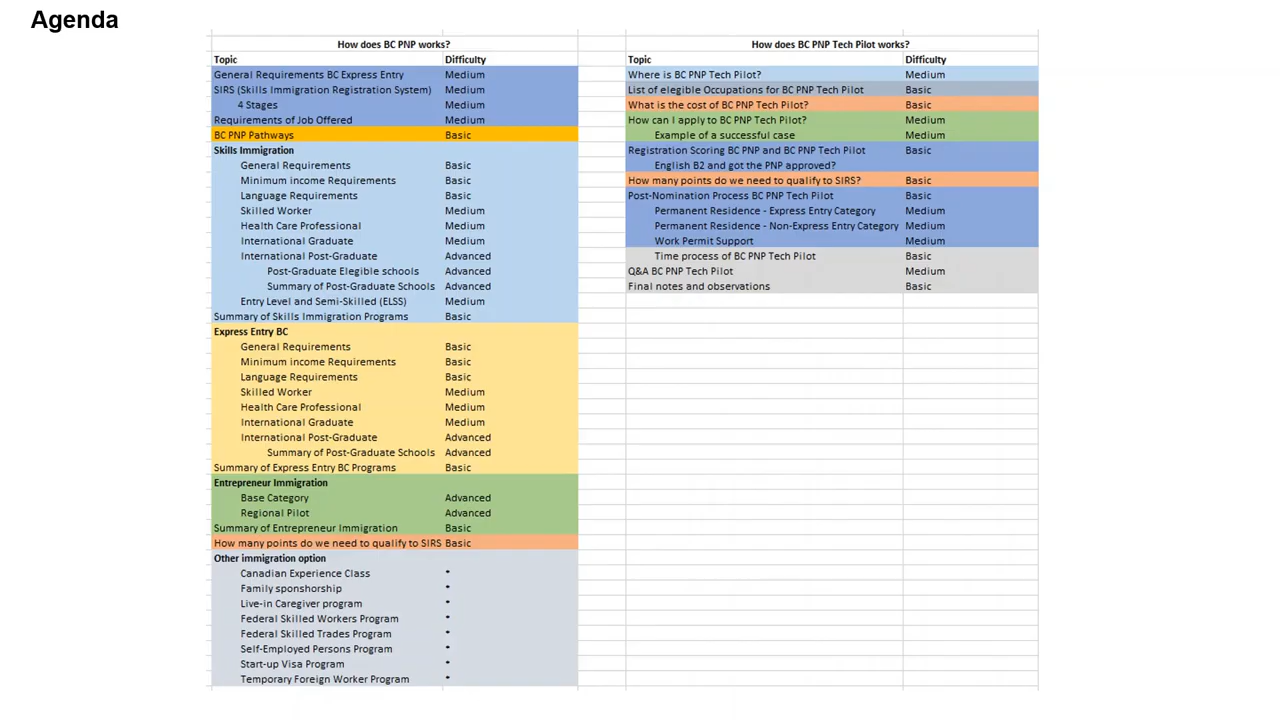 Agenda
How does BC PNP works?
Topic Difficulty
General Requirements BC Express Entry Medium
SIRS (Skills Immigration Registration System) Medium
4 Stages Medium
Requirements of Job Offered Medium
BC PNP Pathways Basic
Skills Immigration
General Requirements Basic
Minimum income Requirements Basic
Language Requirements Basic
Skilled Worker Medium
Health Care Professional Medium
International Graduate Medium
International Post-Graduate Advanced
Post-Graduate Elegible schools Advanced
Summary of Post-Graduate Schools Advanced
Entry Level and Semi-Skilled (ELSS) Medium
Summary of Skills Immigration Programs Basic
Express Entry BC
General Requirements Basic
Minimum income Requirements Basic
Language Requirements Basic
Skilled Worker Medium
Health Care Professional Medium
International Graduate Medium
International Post-Graduate Advanced
Summary of Post-Graduate Schools Advanced
Summary of Express Entry BC Programs Basic
Entrepreneur Immigration
Base Category Advanced
Regional Pilot Advanced
Summary of Entrepreneur Immigration Basic
How many points do we need to qualify to SIRS Basic
Other immigration option
Canadian Experience Class *
Family sponshorship *
Live-in Caregiver program *
Federal Skilled Workers Program *
Federal Skilled Trades Program *
Self-Employed Persons Program *
Start-up Visa Program *
Temporary Foreign Worker Program *
How does BC PNP Tech Pilot works?
Topic Difficulty
Where is BC PNP Tech Pilot? Medium
List of elegible Occupations for BC PNP Tech Pilot Basic
What is the cost of BC PNP Tech Pilot? Basic
How can I apply to BC PNP Tech Pilot? Medium
Example of a successful case Medium
Registration Scoring BC PNP and BC PNP Tech Pilot Basic
English B2 and got the PNP approved?
How many points do we need to qualify to SIRS? Basic
Post-Nomination Process BC PNP Tech Pilot Basic
Permanent Residence - Express Entry Category Medium
Permanent Residence - Non-Express Entry Category Medium
Work Permit Support Medium
Time process of BC PNP Tech Pilot Basic
Q&A BC PNP Tech Pilot Medium
Final notes and observations Basic